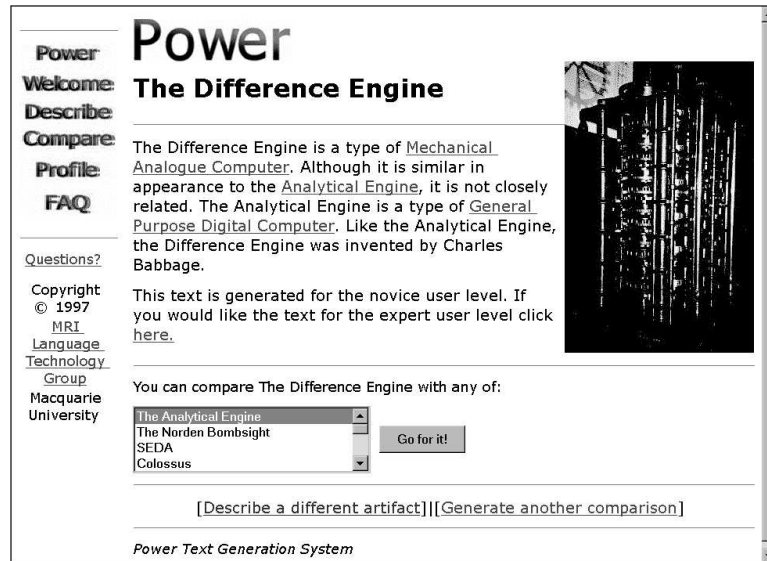 Power
Welcome
Describe
Compare
Profile
FAQ
Questions?
Copyright
© 1997
MRI
Language
Technology
Group
Macquarie
University
Power
The Difference Engine
The Difference Engine is a type of Mechanical
Analogue Computer. Although it is similar in
appearance to the Analytical Engine, it is not closely
related. The Analytical Engine is a type of General
Purpose Digital Computer. Like the Analytical Engine,
the Difference Engine was invented by Charles
Babbage.
This text is generated for the novice user level. If
you would like the text for the expert user level click
here.
You can compare The Difference Engine with any of:
The Analytical Engine
The Norden Bombsight
SEDA
Colossus
Go for it!
[Describe a different artifact]|[Generate another comparison]
Power Text Generation System